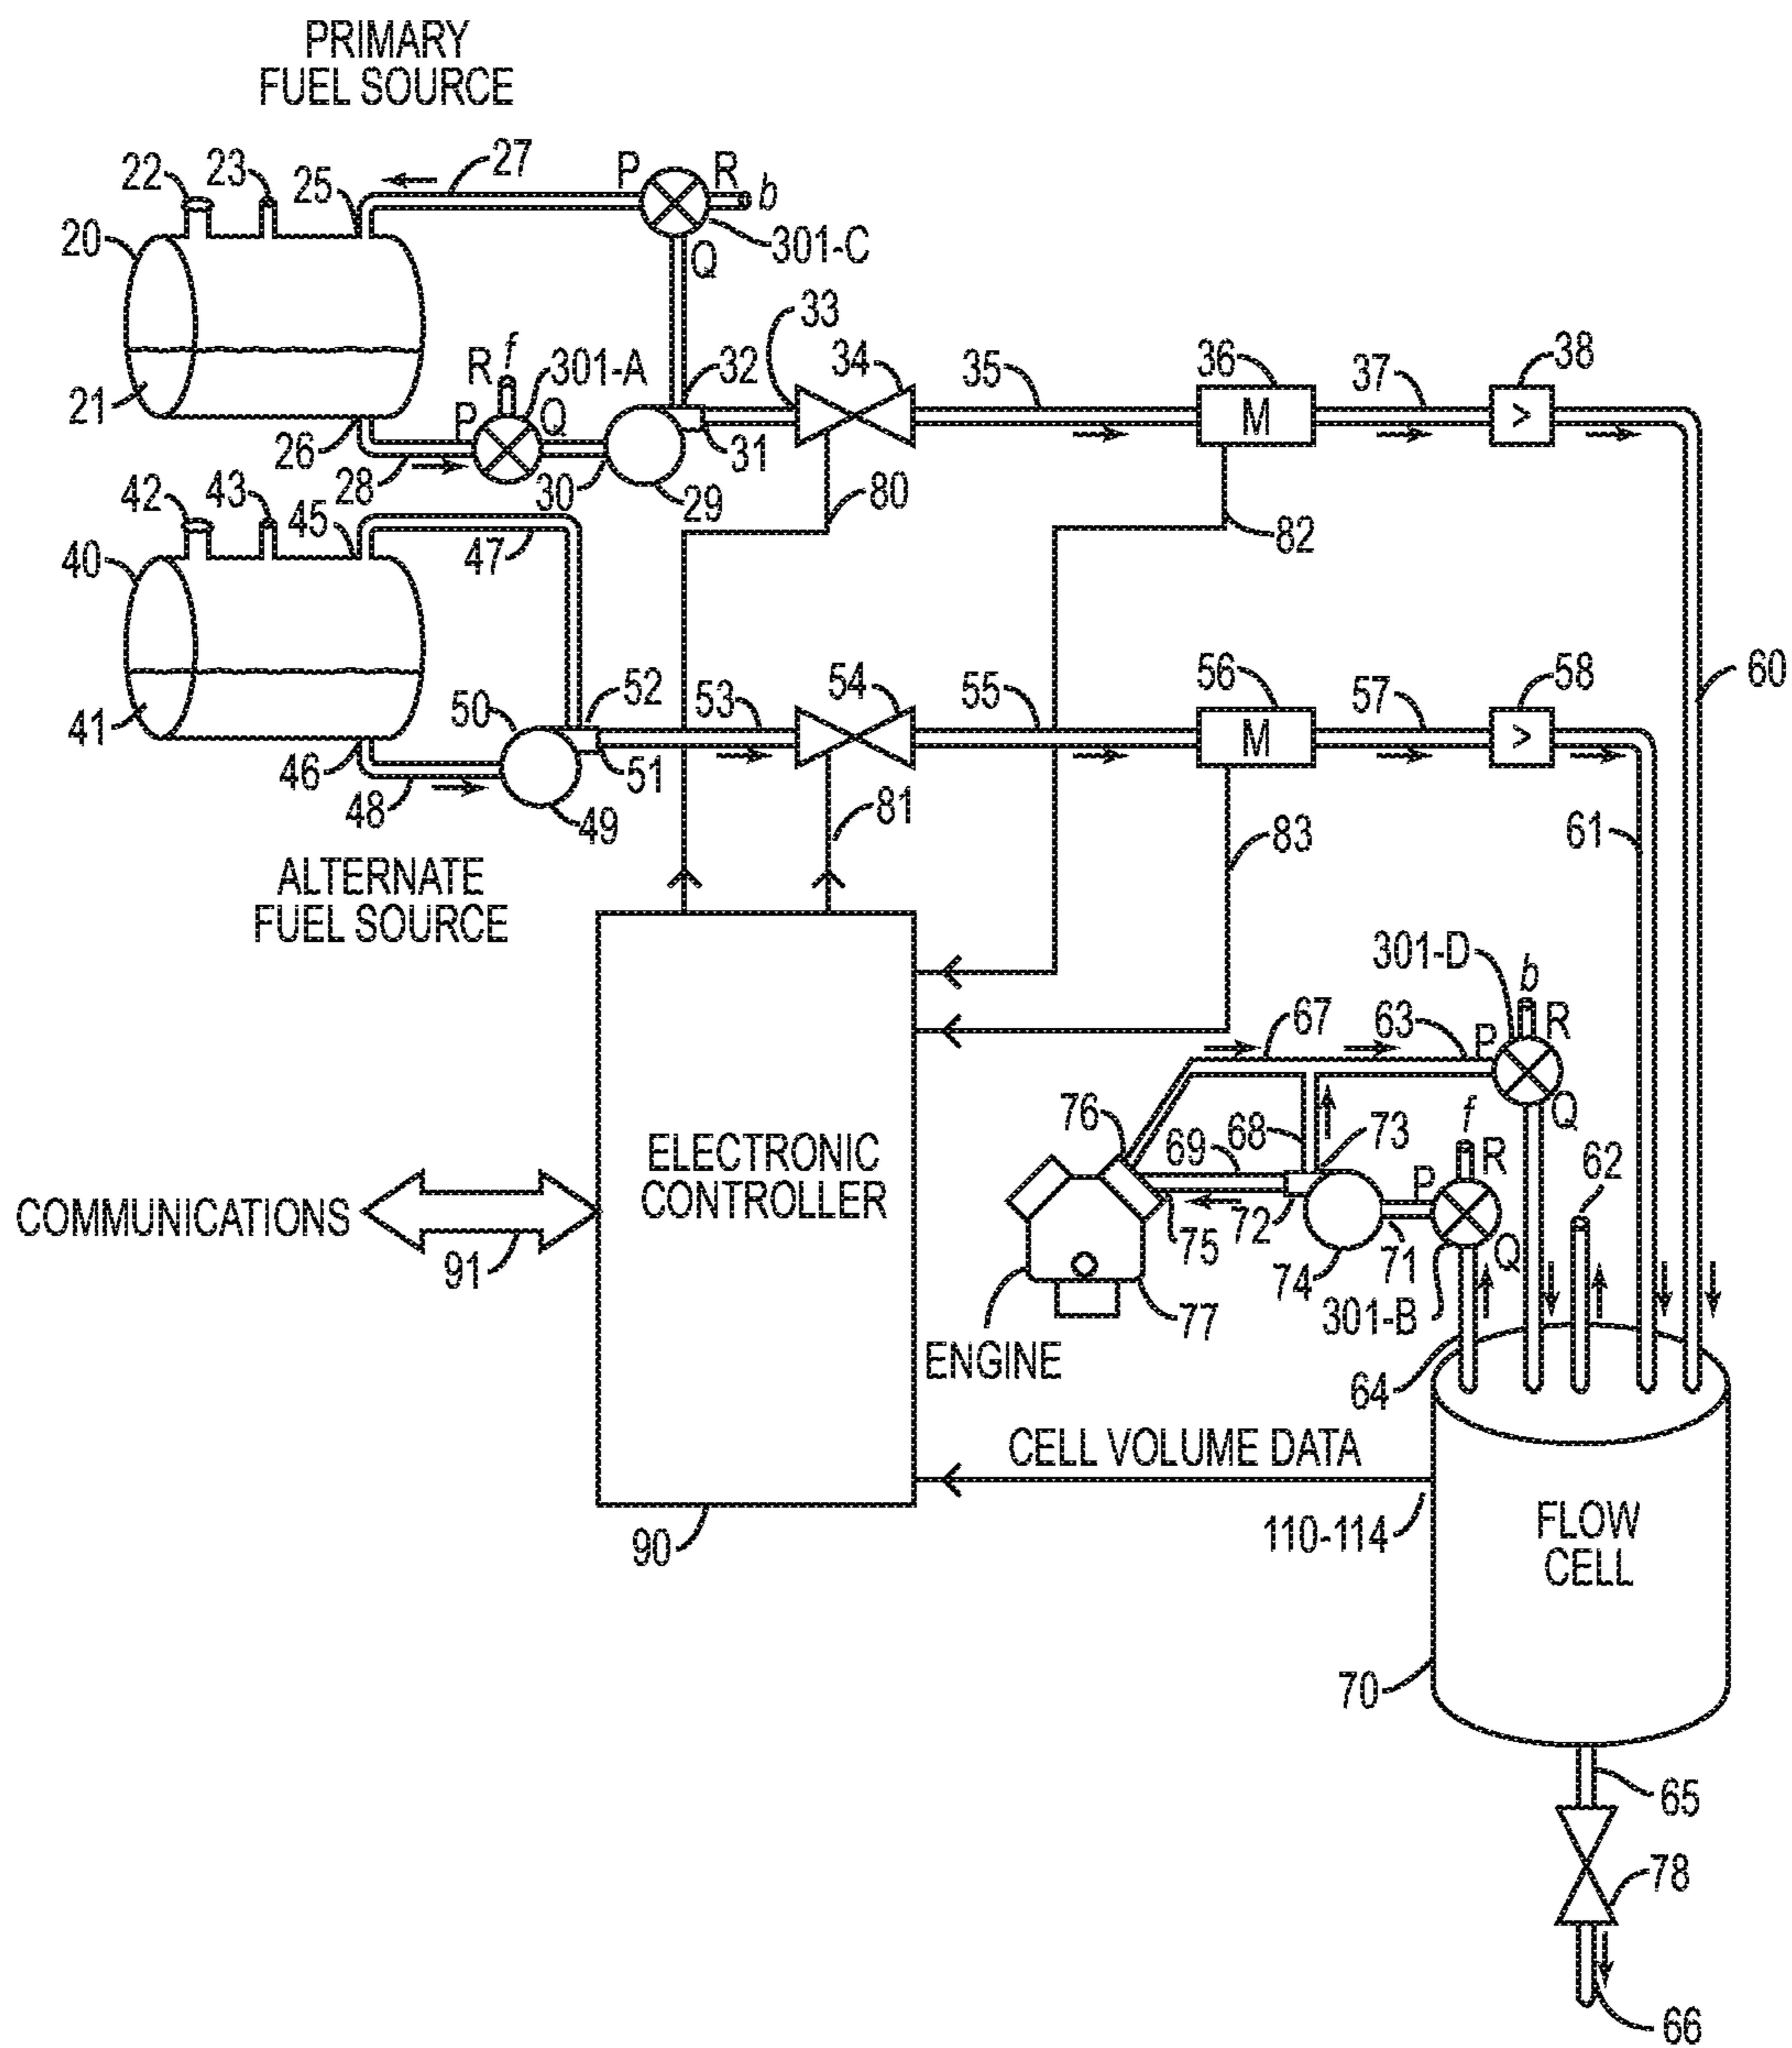 PRIMARY
FUEL SOURCE
22 23 25 27 P R b
20 301-C
Q
33
21 R f 301-A 32 34 35 36 37 38
P Q M >
26 28 30 29 31
42 43 45 47 80 82
40
41 50 52 53 54 55 56 57 58 60
M >
46 48 49 51 81 83 61
ALTERNATE
FUEL SOURCE
301-D b
67 63 P R
76 Q
69 68 73 f R 62
P
ELECTRONIC
CONTROLLER
COMMUNICATIONS
91
75 72 74 71 Q
77 301-B
ENGINE 64
CELL VOLUME DATA
90 110-114
FLOW
CELL
70
65
78
66